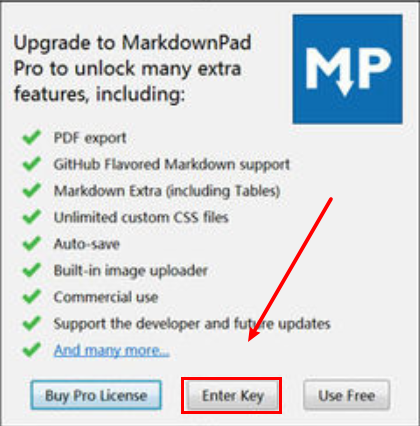 Upgrade to MarkdownPad
Pro to unlock many extra
features, including:
MP
PDF export
GitHub Flavored Markdown support
Markdown Extra (including Tables)
Unlimited custom CSS files
Auto-save
Built-in image uploader
Commercial use
Support the developer and future updates
And many more...
Buy Pro License
Enter Key
Use Free